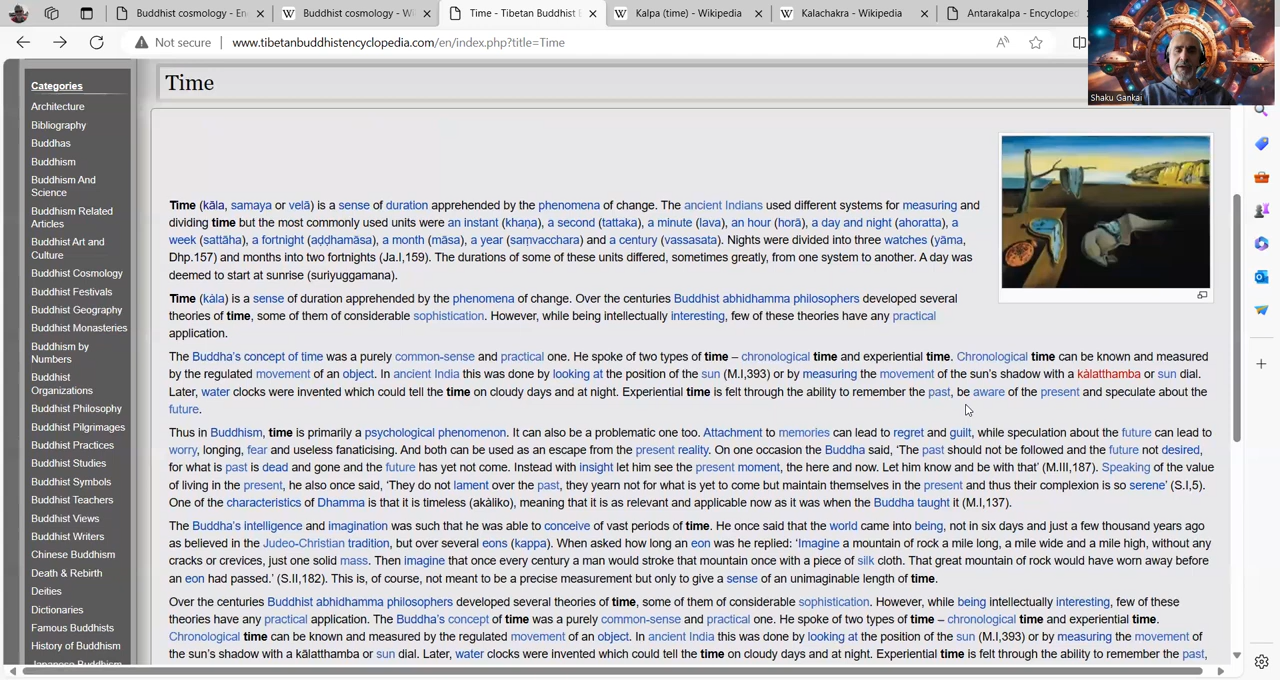 Buddhist cosmology - En
Buddhist cosmology - Wi
Time - Tibetan Buddhist E
Kalpa (time) - Wikipedia
Kalachakra - Wikipedia
Antarakalpa - Encycloped
Not secure
www.tibetanbuddhistencyclopedia.com/en/index.php?title=Time
Shaku Gankai
Categories
Architecture
Bibliography
Buddhas
Buddhism
Buddhism And
Science
Buddhism Related
Articles
Buddhist Art and
Culture
Buddhist Cosmology
Buddhist Festivals
Buddhist Geography
Buddhist Monasteries
Buddhism by
Numbers
Buddhist
Organizations
Buddhist Philosophy
Buddhist Pilgrimages
Buddhist Practices
Buddhist Studies
Buddhist Symbols
Buddhist Teachers
Buddhist Views
Buddhist Writers
Chinese Buddhism
Death & Rebirth
Deities
Dictionaries
Famous Buddhists
History of Buddhism
Japanese Buddhism
Time
Time (kāla, samaya or velā) is a sense of duration apprehended by the phenomena of change. The ancient Indians used different systems for measuring and
dividing time but the most commonly used units were an instant (khaṇa), a second (tattaka), a minute (lava), an hour (horā), a day and night (ahoratta), a
week (sattāha), a fortnight (aḍḍhamāsa), a month (māsa), a year (saṃvacchara) and a century (vassasata). Nights were divided into three watches (yāma,
Dhp.157) and months into two fortnights (Ja.I,159). The durations of some of these units differed, sometimes greatly, from one system to another. A day was
deemed to start at sunrise (suriyuggamana).
Time (kàla) is a sense of duration apprehended by the phenomena of change. Over the centuries Buddhist abhidhamma philosophers developed several
theories of time, some of them of considerable sophistication. However, while being intellectually interesting, few of these theories have any practical
application.
The Buddha's concept of time was a purely common-sense and practical one. He spoke of two types of time – chronological time and experiential time. Chronological time can be known and measured
by the regulated movement of an object. In ancient India this was done by looking at the position of the sun (M.I,393) or by measuring the movement of the sun's shadow with a kàlatthamba or sun dial.
Later, water clocks were invented which could tell the time on cloudy days and at night. Experiential time is felt through the ability to remember the past, be aware of the present and speculate about the
future.
Thus in Buddhism, time is primarily a psychological phenomenon. It can also be a problematic one too. Attachment to memories can lead to regret and guilt, while speculation about the future can lead to
worry, longing, fear and useless fanaticising. And both can be used as an escape from the present reality. On one occasion the Buddha said, 'The past should not be followed and the future not desired,
for what is past is dead and gone and the future has yet not come. Instead with insight let him see the present moment, the here and now. Let him know and be with that' (M.III,187). Speaking of the value
of living in the present, he also once said, 'They do not lament over the past, they yearn not for what is yet to come but maintain themselves in the present and thus their complexion is so serene' (S.I,5).
One of the characteristics of Dhamma is that it is timeless (akàliko), meaning that it is as relevant and applicable now as it was when the Buddha taught it (M.I,137).
The Buddha's intelligence and imagination was such that he was able to conceive of vast periods of time. He once said that the world came into being, not in six days and just a few thousand years ago
as believed in the Judeo-Christian tradition, but over several eons (kappa). When asked how long an eon was he replied: 'Imagine a mountain of rock a mile long, a mile wide and a mile high, without any
cracks or crevices, just one solid mass. Then imagine that once every century a man would stroke that mountain once with a piece of silk cloth. That great mountain of rock would have worn away before
an eon had passed.' (S.II,182). This is, of course, not meant to be a precise measurement but only to give a sense of an unimaginable length of time.
Over the centuries Buddhist abhidhamma philosophers developed several theories of time, some of them of considerable sophistication. However, while being intellectually interesting, few of these
theories have any practical application. The Buddha's concept of time was a purely common-sense and practical one. He spoke of two types of time – chronological time and experiential time.
Chronological time can be known and measured by the regulated movement of an object. In ancient India this was done by looking at the position of the sun (M.I,393) or by measuring the movement of
the sun's shadow with a kālatthamba or sun dial. Later, water clocks were invented which could tell the time on cloudy days and at night. Experiential time is felt through the ability to remember the past,